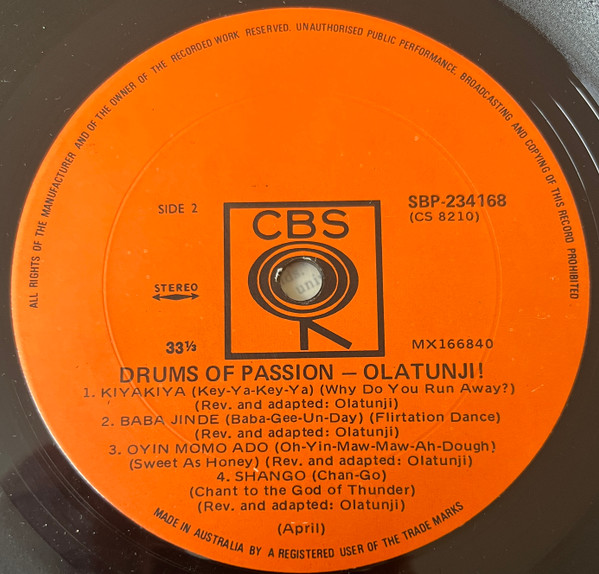 ALL RIGHTS OF THE MANUFACTURER AND OF THE OWNER OF THE RECORDED WORK RESERVED. UNAUTHORISED PUBLIC PERFORMANCE, BROADCASTING AND COPYING OF THIS RECORD PROHIBITED
SIDE 2
CBS
SBP-234168
(CS 8210)
STEREO
33⅓
MX166840
DRUMS OF PASSION — OLATUNJI!
1. KIYAKIYA (Key-Ya-Key-Ya) (Why Do You Run Away?)
(Rev. and adapted: Olatunji)
2. BABA JINDE (Baba-Gee-Un-Day) (Flirtation Dance)
(Rev. and adapted: Olatunji)
3. OYIN MOMO ADO (Oh-Yin-Maw-Maw-Ah-Dough)
(Sweet As Honey) (Rev. and adapted: Olatunji)
4. SHANGO (Chan-Go)
(Chant to the God of Thunder)
(Rev. and adapted: Olatunji)
(April)
MADE IN AUSTRALIA BY A REGISTERED USER OF THE TRADE MARKS